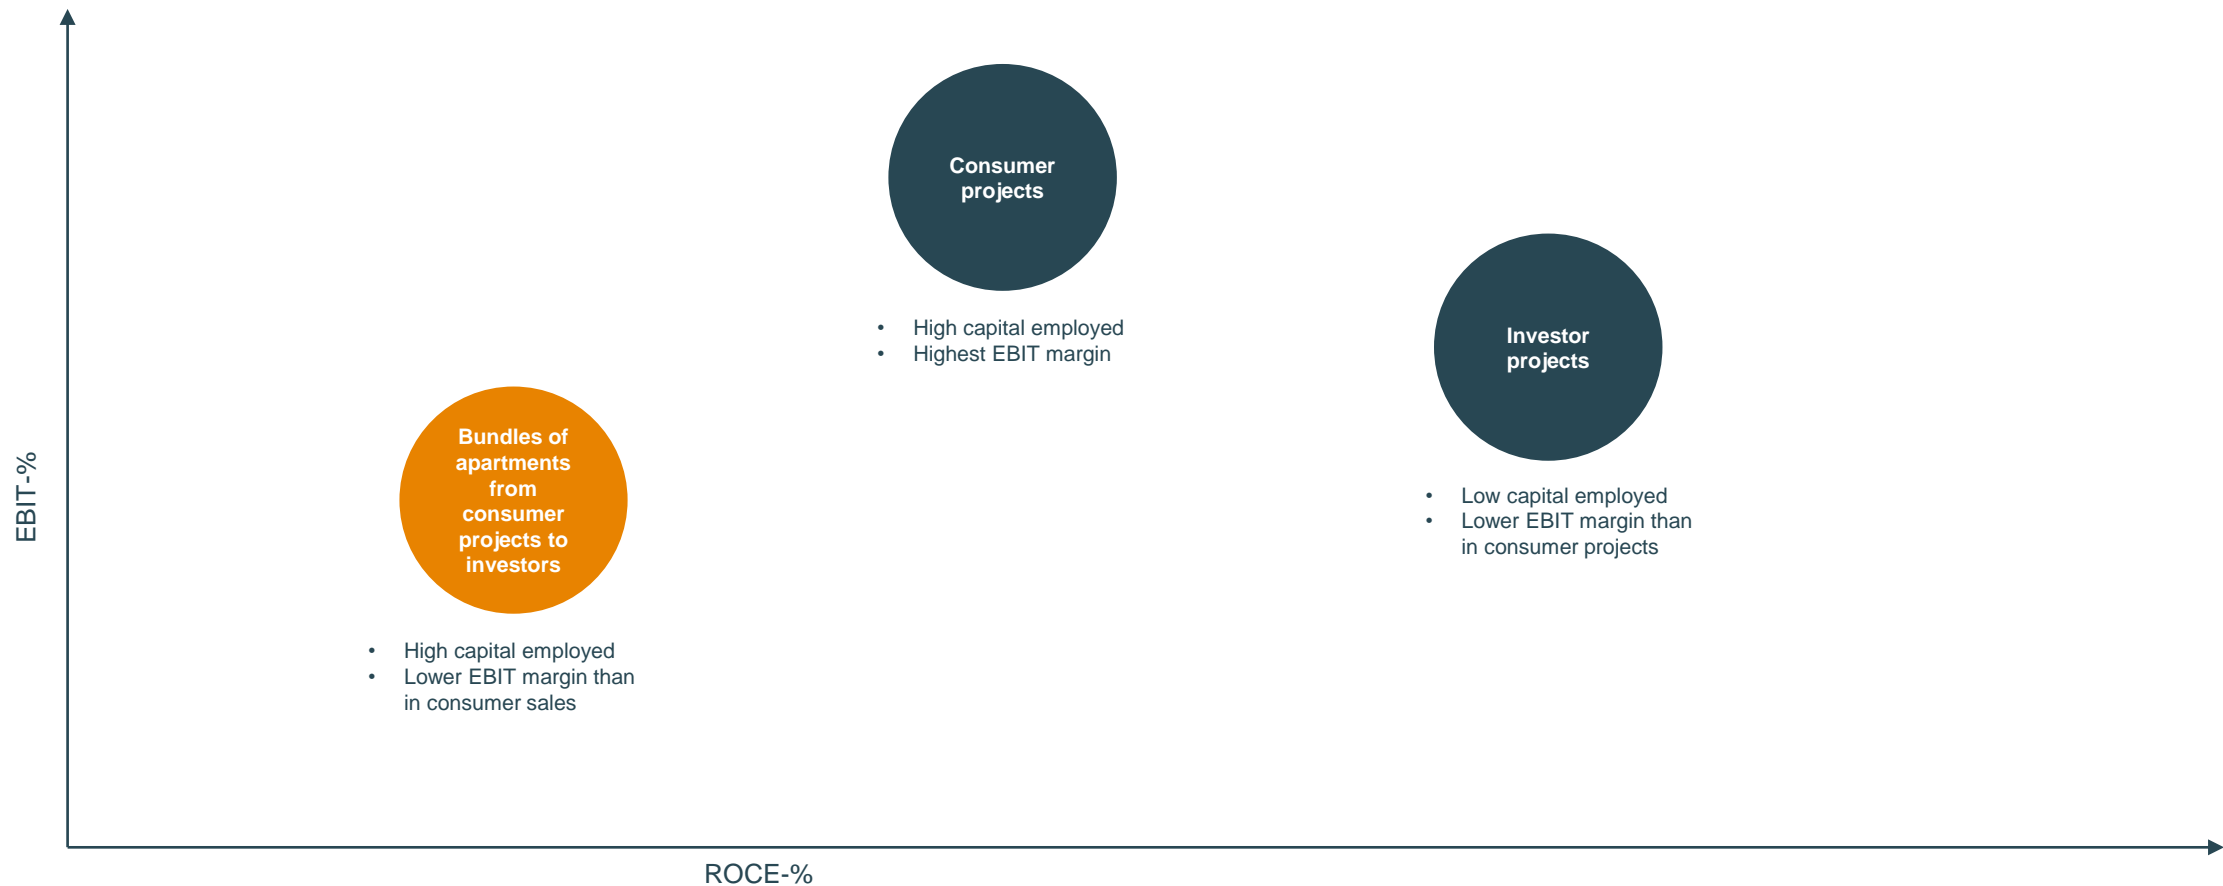 Consumer
projects
• High capital employed
• Highest EBIT margin
Investor
projects
• Low capital employed
• Lower EBIT margin than
in consumer projects
Bundles of
apartments
from
consumer
projects to
investors
• High capital employed
• Lower EBIT margin than
in consumer sales
EBIT-%
ROCE-%